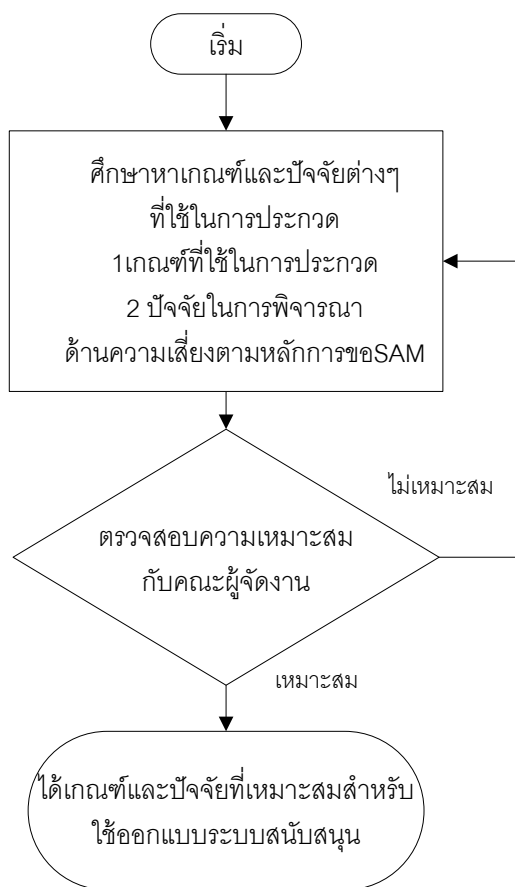 เริ่ม
ศึกษาหาเกณฑ์และปัจจัยต่างๆ
ที่ใช้ในการประกวด
1เกณฑ์ที่ใช้ในการประกวด
2 ปัจจัยในการพิจารณา
ด้านความเสี่ยงตามหลักการขอSAM
ไม่เหมาะสม
ตรวจสอบความเหมาะสม
กับคณะผู้จัดงาน
เหมาะสม
ได้เกณฑ์และปัจจัยที่เหมาะสมสำหรับ
ใช้ออกแบบระบบสนับสนุน